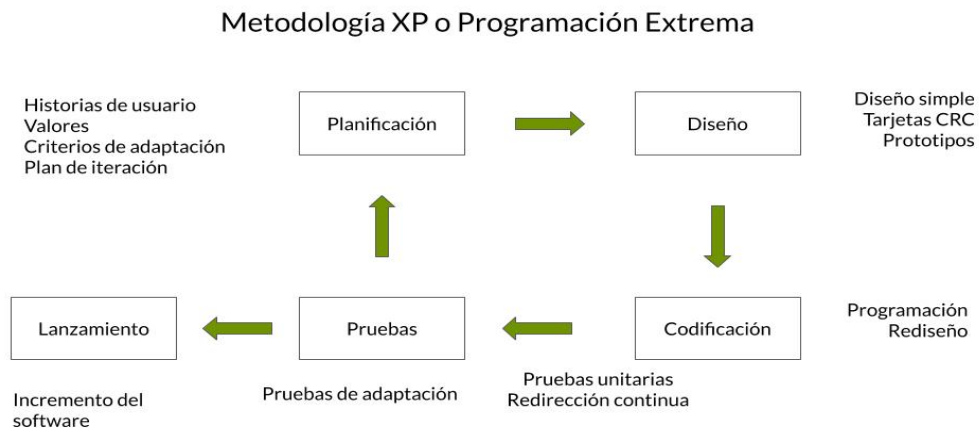 Metodología XP o Programación Extrema
Historias de usuario
Valores
Criterios de adaptación
Plan de iteración
Planificación
Diseño
Diseño simple
Tarjetas CRC
Prototipos
Lanzamiento
Pruebas
Codificación
Programación
Rediseño
Incremento del
software
Pruebas de adaptación
Pruebas unitarias
Redirección continua